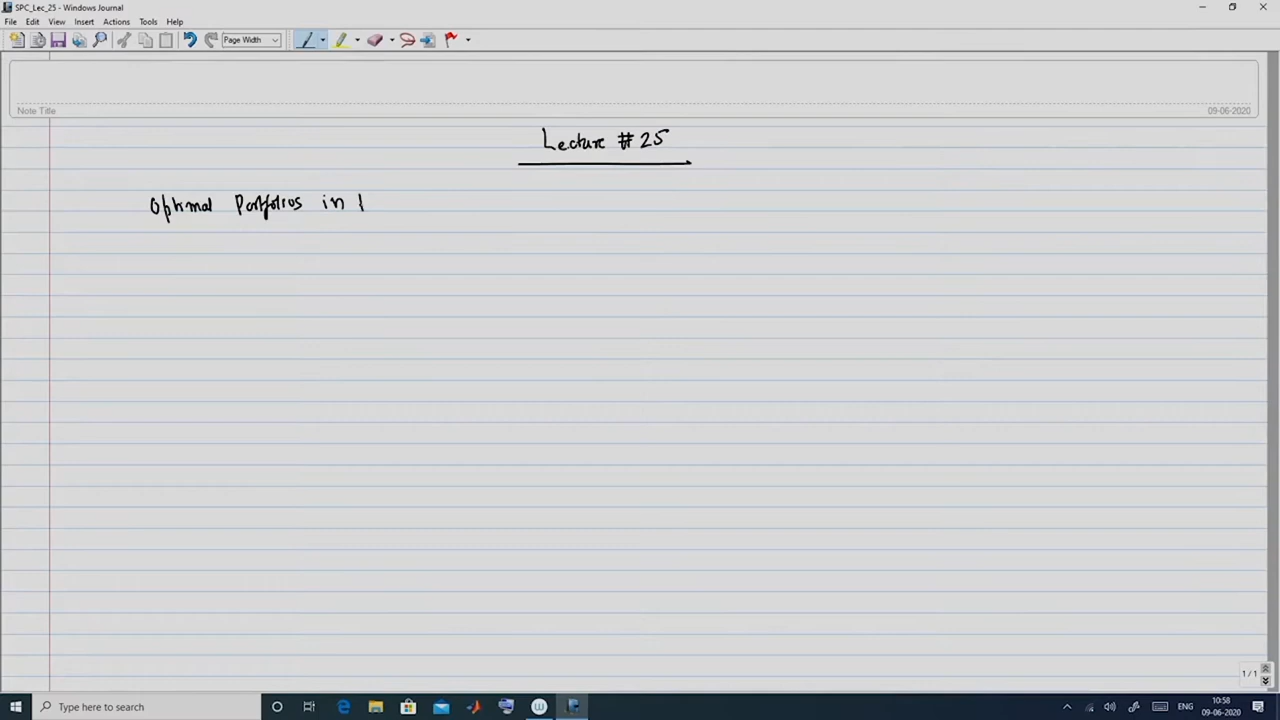 SPC_Lec_25 - Windows Journal
File Edit View Insert Actions Tools Help
Page Width
Note Title
09-06-2020
Lecture # 25
Optimal Portfolios in
1/1
Type here to search
ENG
10:58
09-06-2020